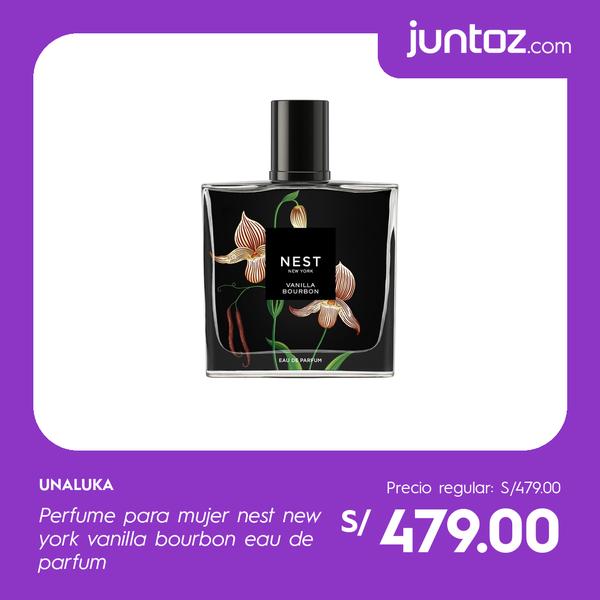 juntoz.com
NEST
NEW YORK
VANILLA
BOURBON
EAU DE PARFUM
UNALUKA
Perfume para mujer nest new
york vanilla bourbon eau de
parfum
Precio regular: S/479.00
S/ 479.00